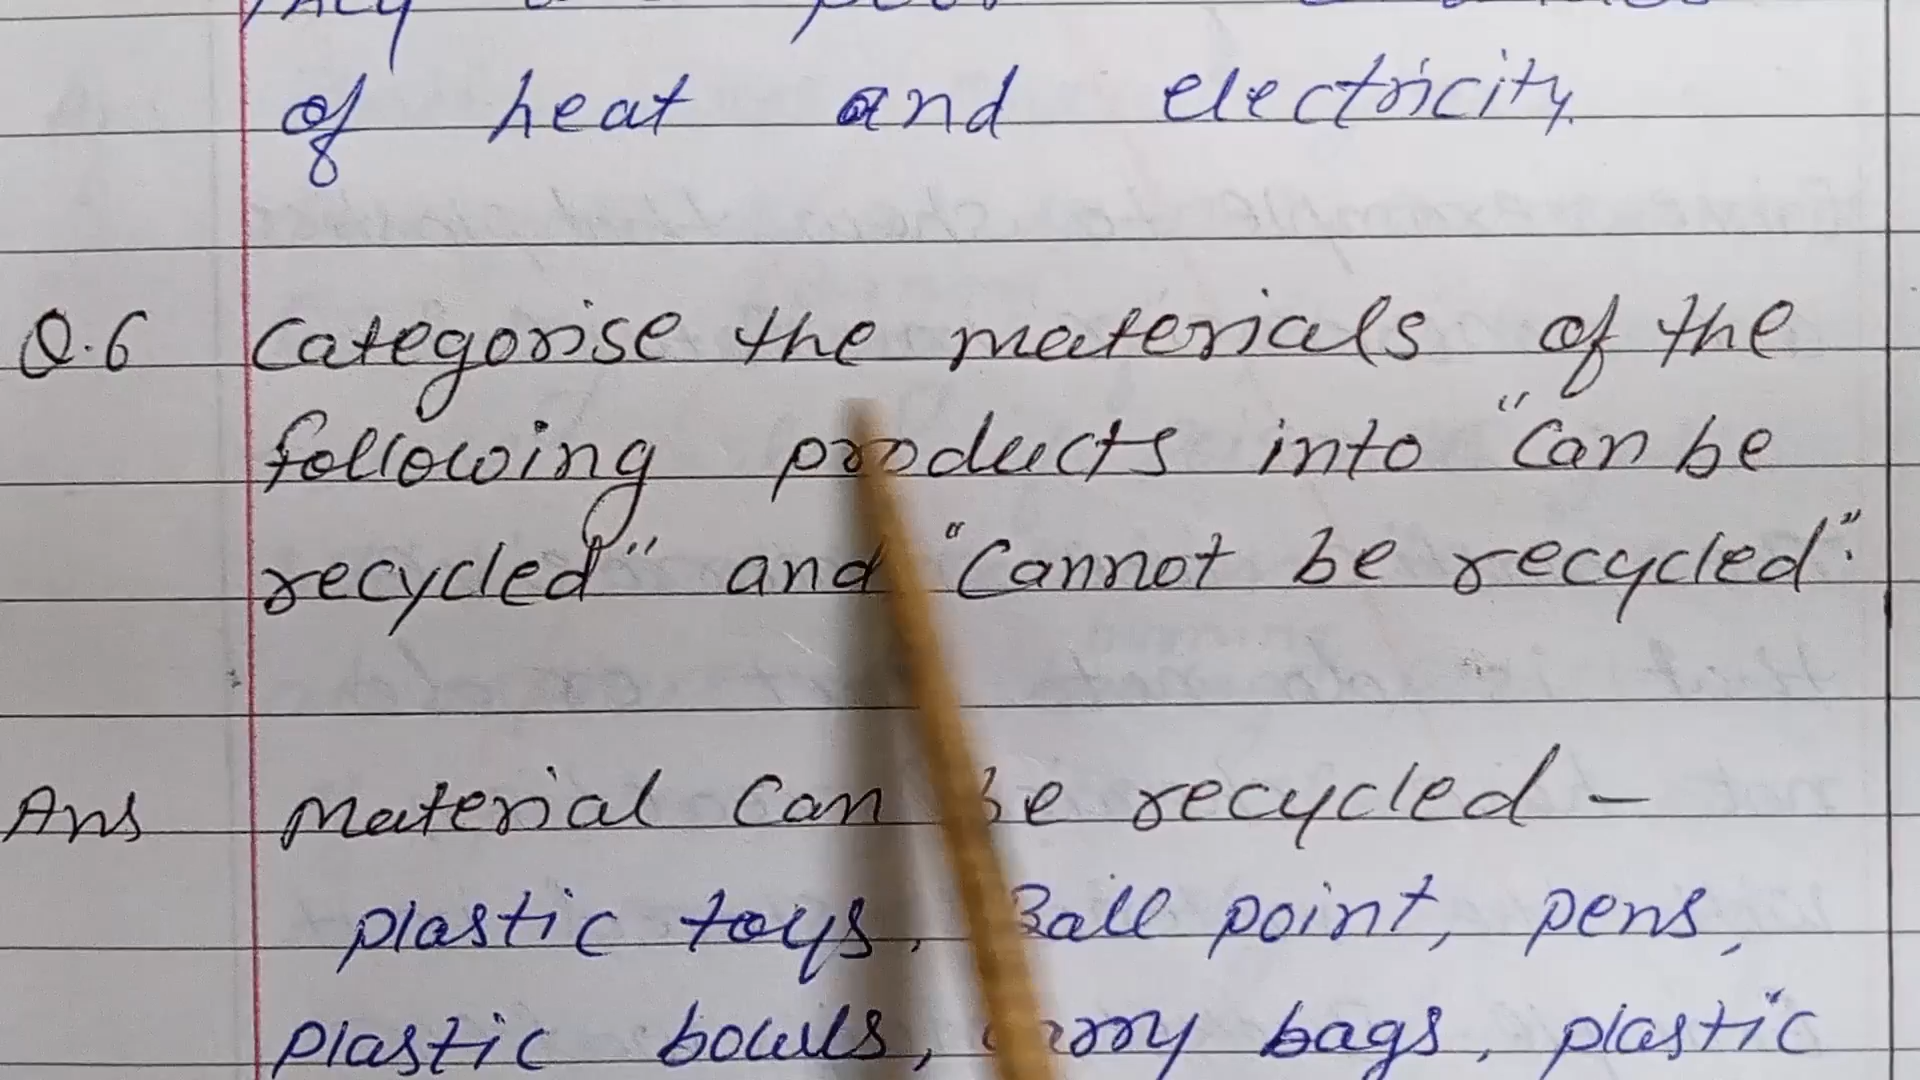 of heat and electricity.
Q.6 Categorise the materials of the
following products into "Can be
recycled" and "Cannot be recycled".
Ans Material Can be recycled -
plastic toys, Ball point, pens,
plastic bowls, carry bags, plastic